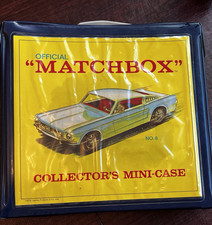 OFFICIAL
"MATCHBOX"
NO. 8
COLLECTOR'S MINI-CASE